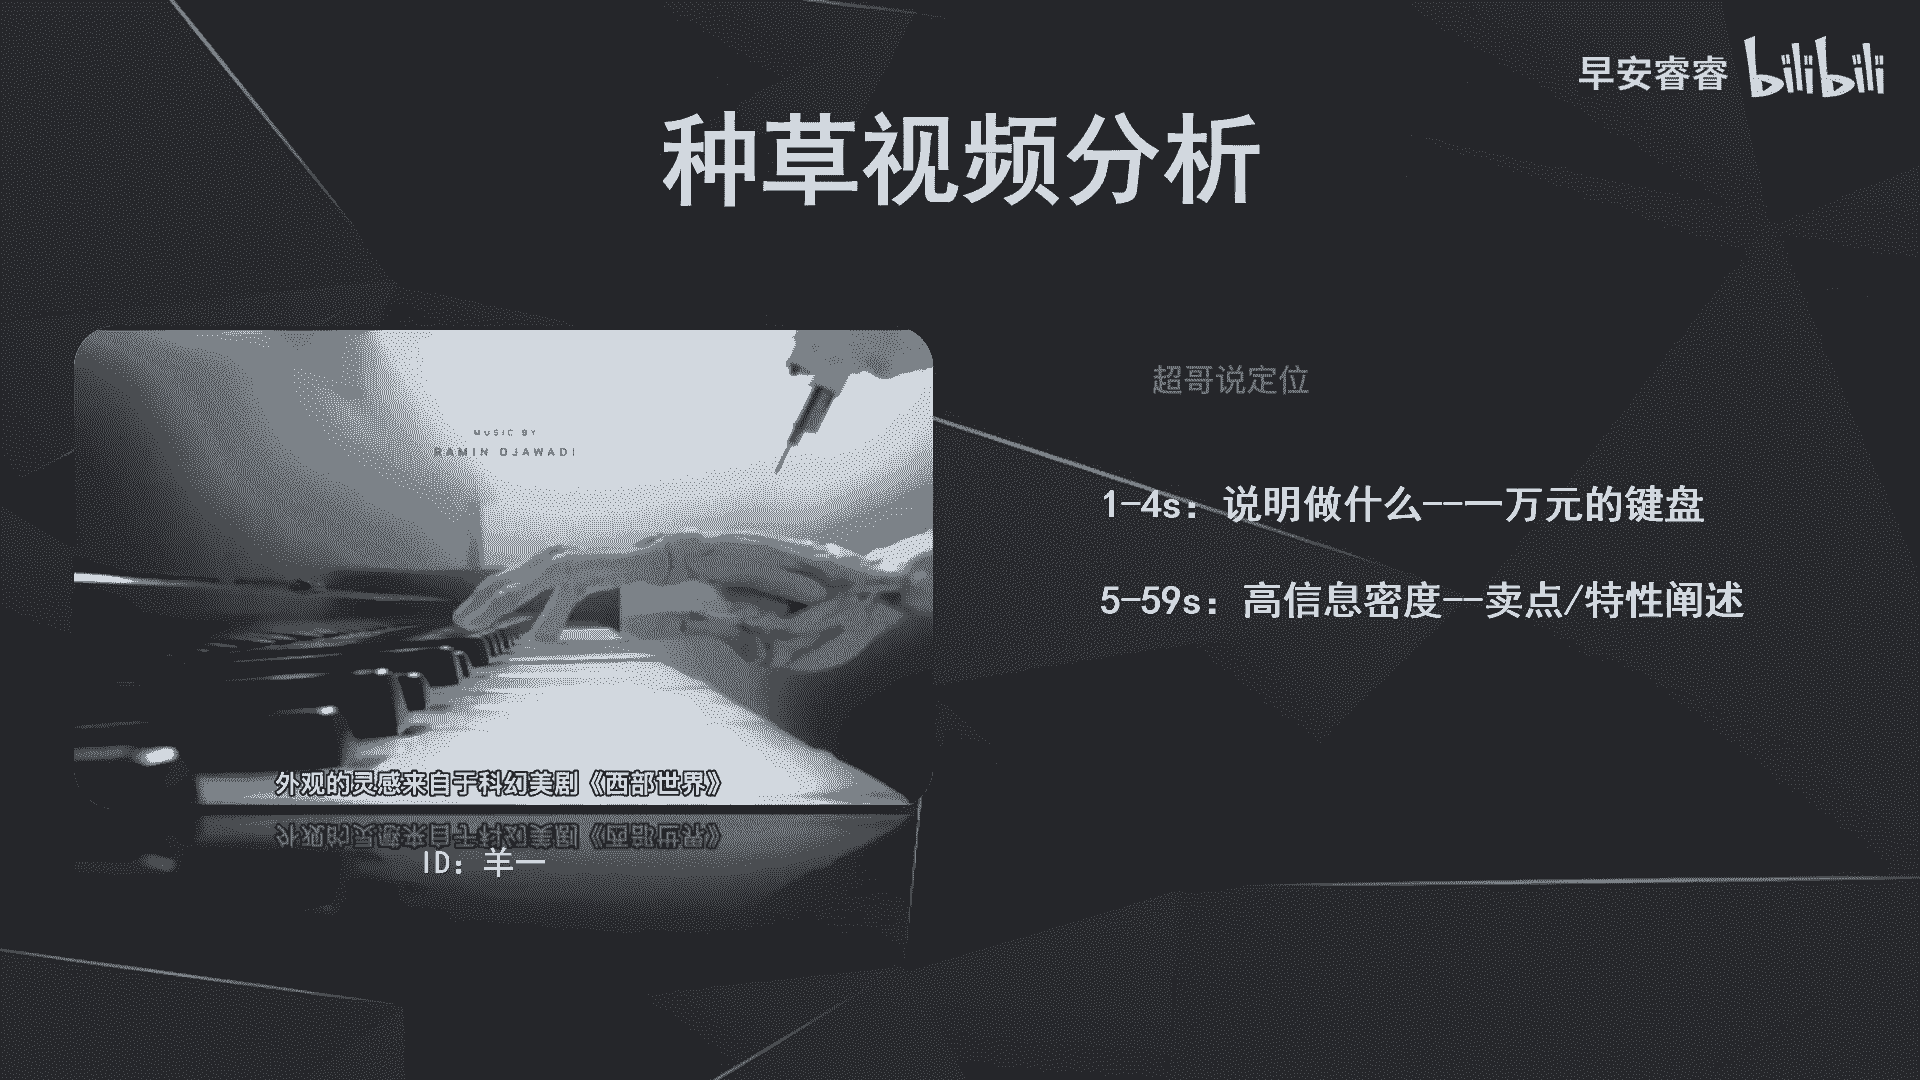 早安睿睿 bilibili
种草视频分析
超哥说定位
MUSIC BY
RAMIN DJAWADI
1-4s：说明做什么--一万元的键盘
5-59s：高信息密度--卖点/特性阐述
外观的灵感来自于科幻美剧《西部世界》
ID：羊一